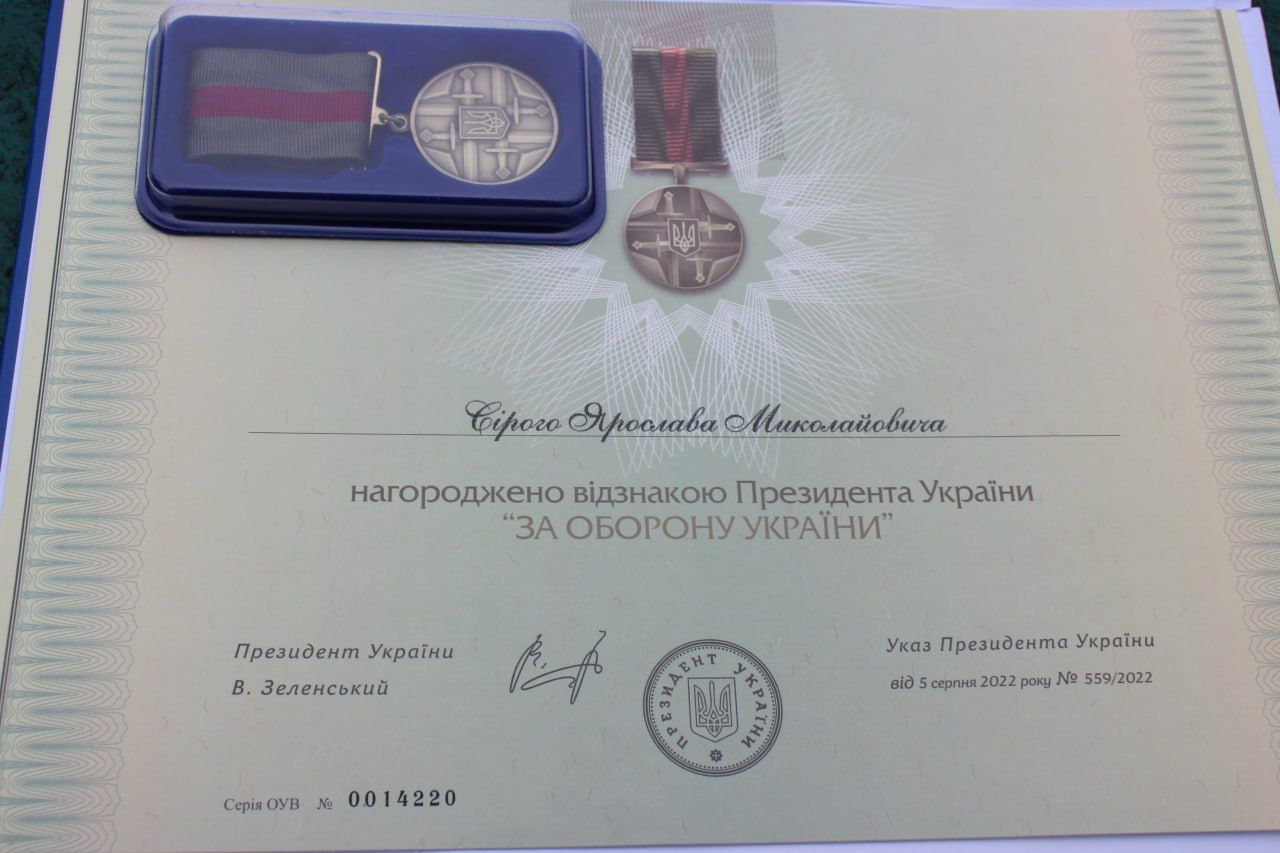 Сірого Ярослава Миколайовича
нагороджено відзнакою Президента України
“ЗА ОБОРОНУ УКРАЇНИ”
Президент України
В. Зеленський
ПРЕЗИДЕНТ УКРАЇНИ
Указ Президента України
від 5 серпня 2022 року № 559/2022
Серія ОУВ № 0014220